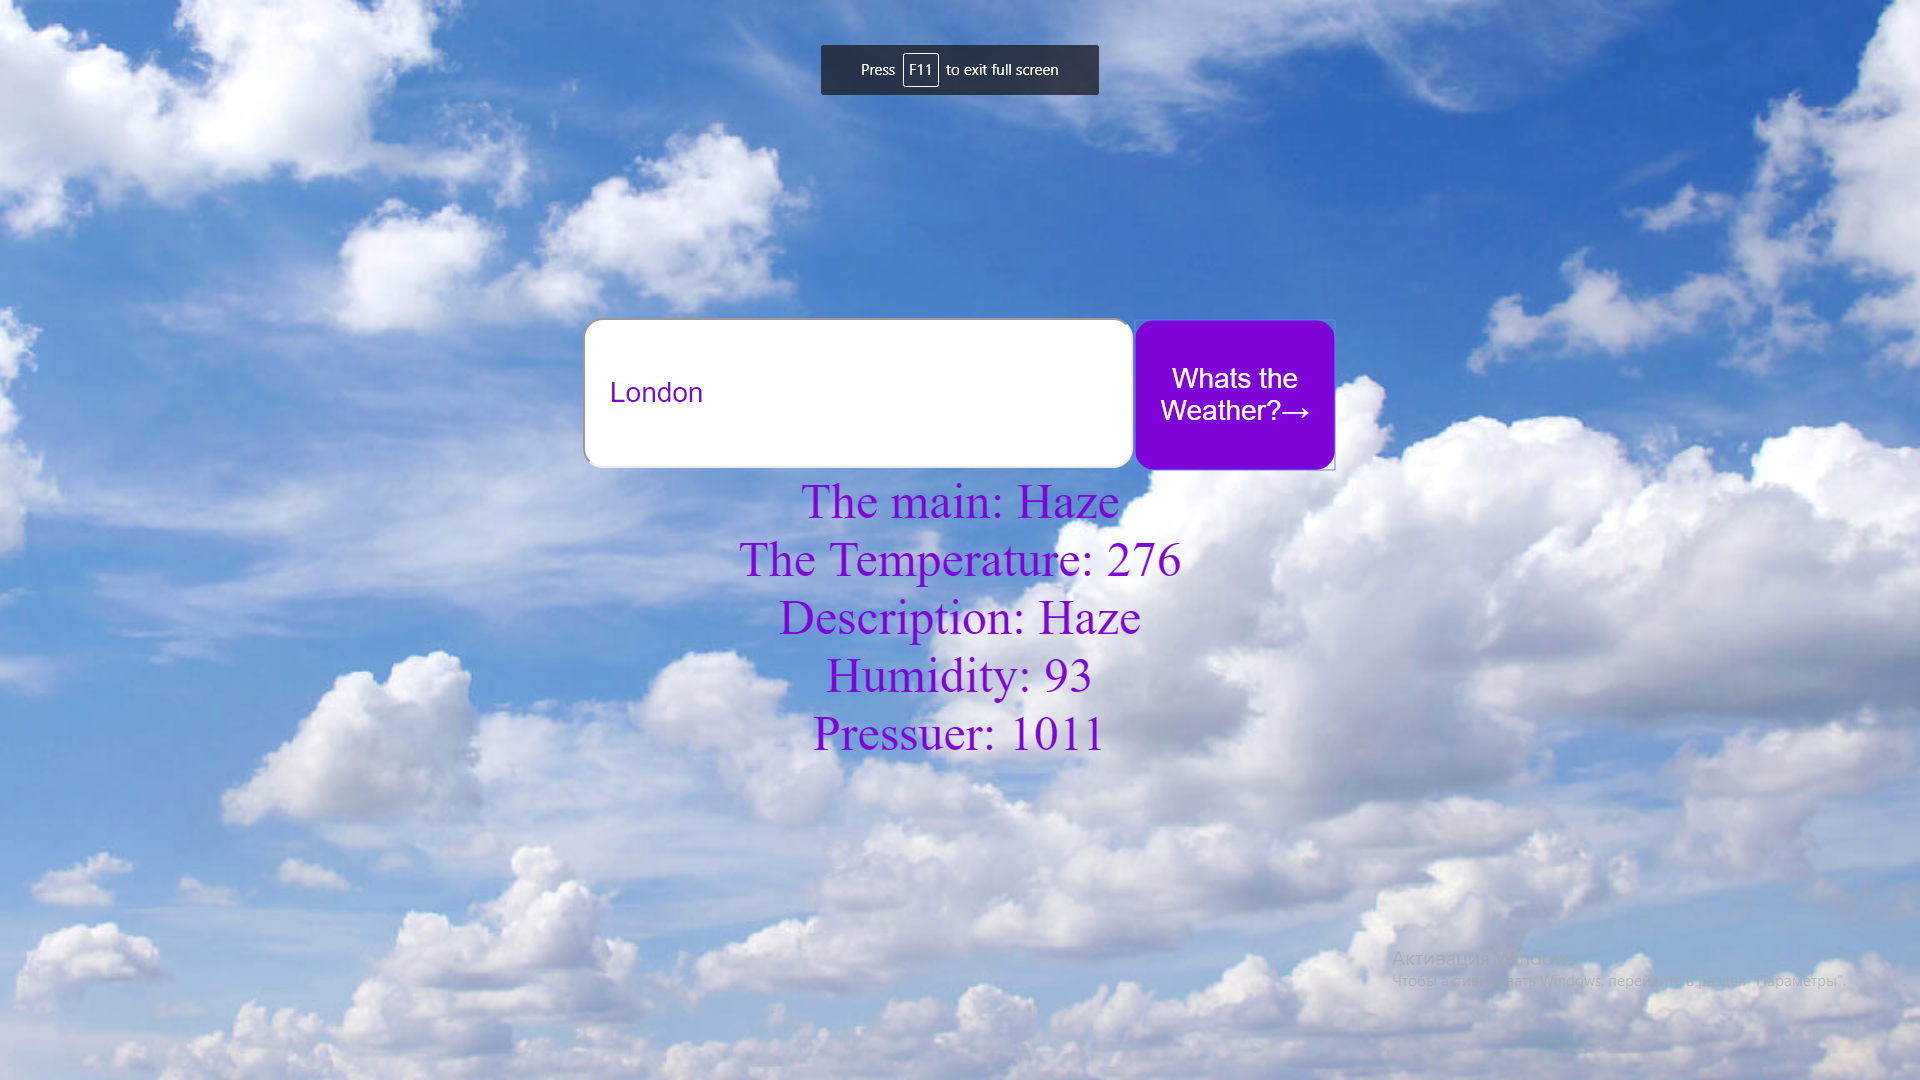 Press F11 to exit full screen
London
Whats the
Weather?→
The main: Haze
The Temperature: 276
Description: Haze
Humidity: 93
Pressuer: 1011
Активация Windows
Чтобы активировать Windows, перейдите в раздел "Параметры".